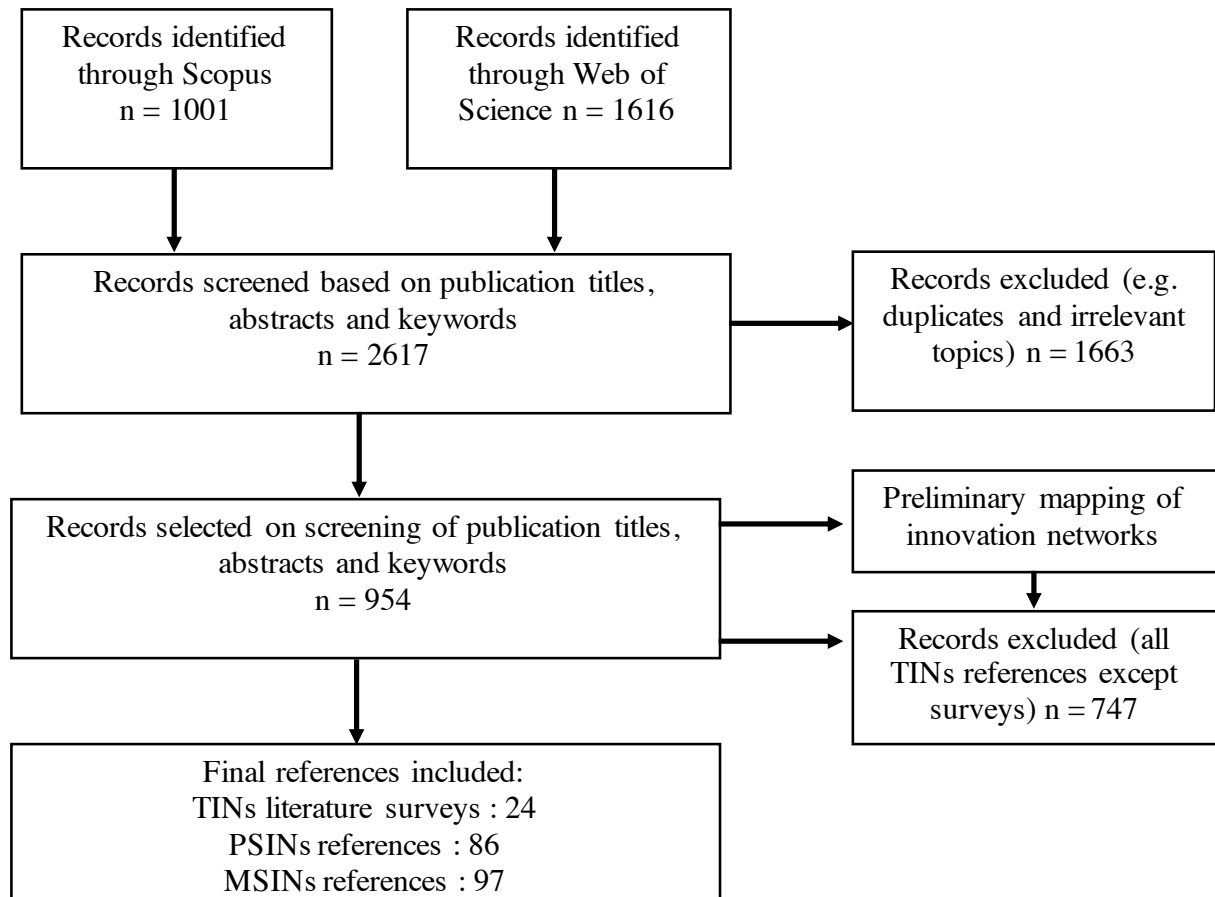 Records identified
through Scopus
n = 1001
Records identified
through Web of
Science n = 1616
Records screened based on publication titles,
abstracts and keywords
n = 2617
Records excluded (e.g.
duplicates and irrelevant
topics) n = 1663
Records selected on screening of publication titles,
abstracts and keywords
n = 954
Preliminary mapping of
innovation networks
Records excluded (all
TINs references except
surveys) n = 747
Final references included:
TINs literature surveys : 24
PSINs references : 86
MSINs references : 97